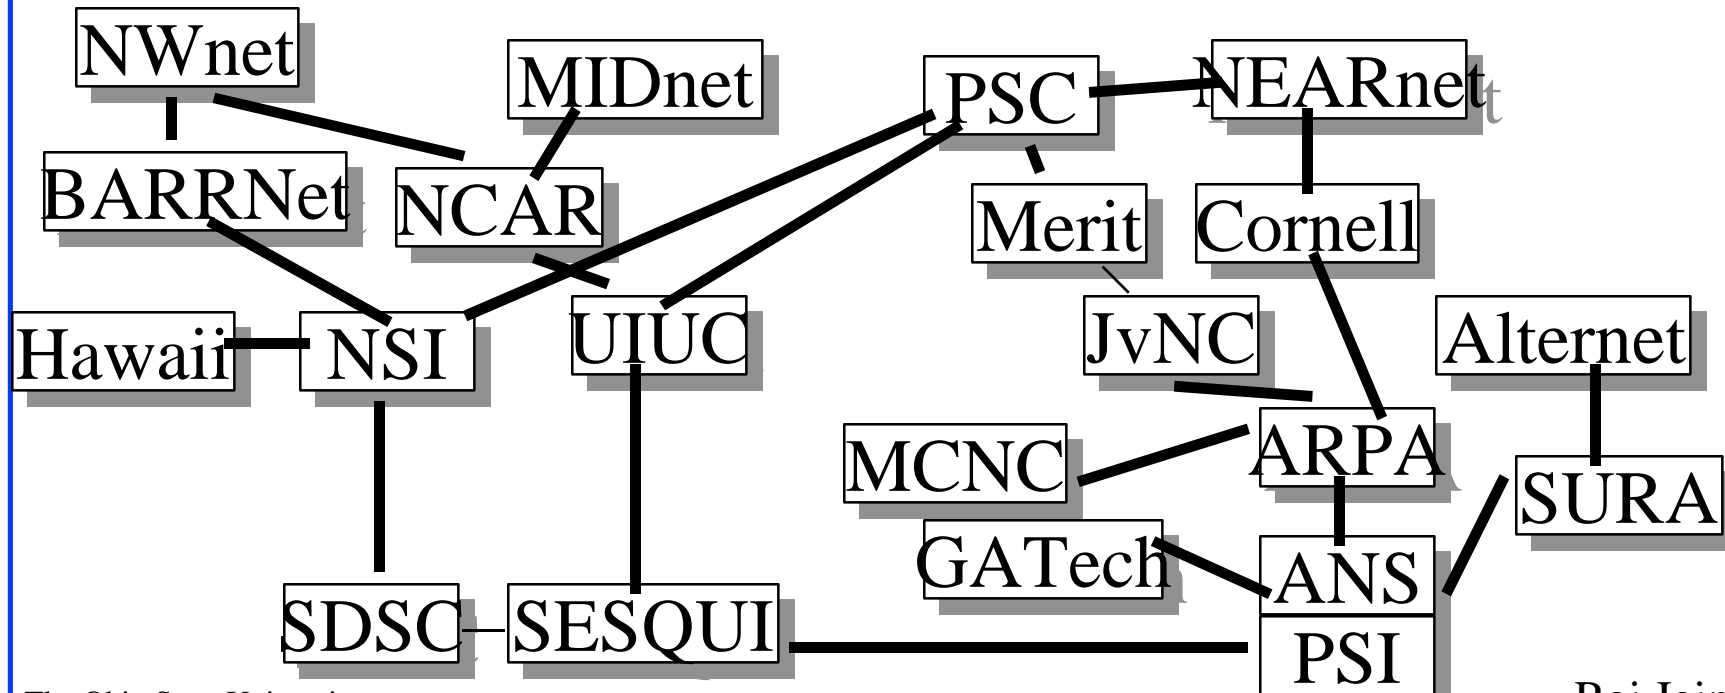 NWnet
MIDnet
PSC
NEARnet
BARRNet
NCAR
Merit
Cornell
Hawaii
NSI
UIUC
JvNC
Alternet
MCNC
ARPA
SURA
GATech
ANS
SDSC
SESQUI
PSI